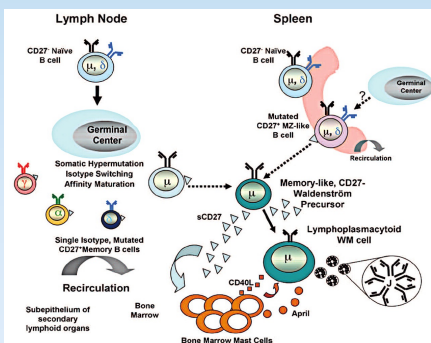 Lymph Node
CD27⁻ Naïve
B cell
μ, δ
Germinal
Center
Somatic Hypermutation
Isotype Switching
Affinity Maturation
γ
α
μ
Single Isotype, Mutated
CD27⁺Memory B cells
Recirculation
Subepithelium of
secondary
lymphoid organs
Spleen
CD27⁻ Naïve
B cell
μ, δ
Germinal
Center
?
Mutated
CD27⁺ MZ-like
B cell
μ, δ
Recirculation
μ
Memory-like, CD27-
Waldenström
Precursor
sCD27
Lymphoplasmacytoid
WM cell
μ
J
CD40L
April
Bone
Marrow
Bone Marrow Mast Cells